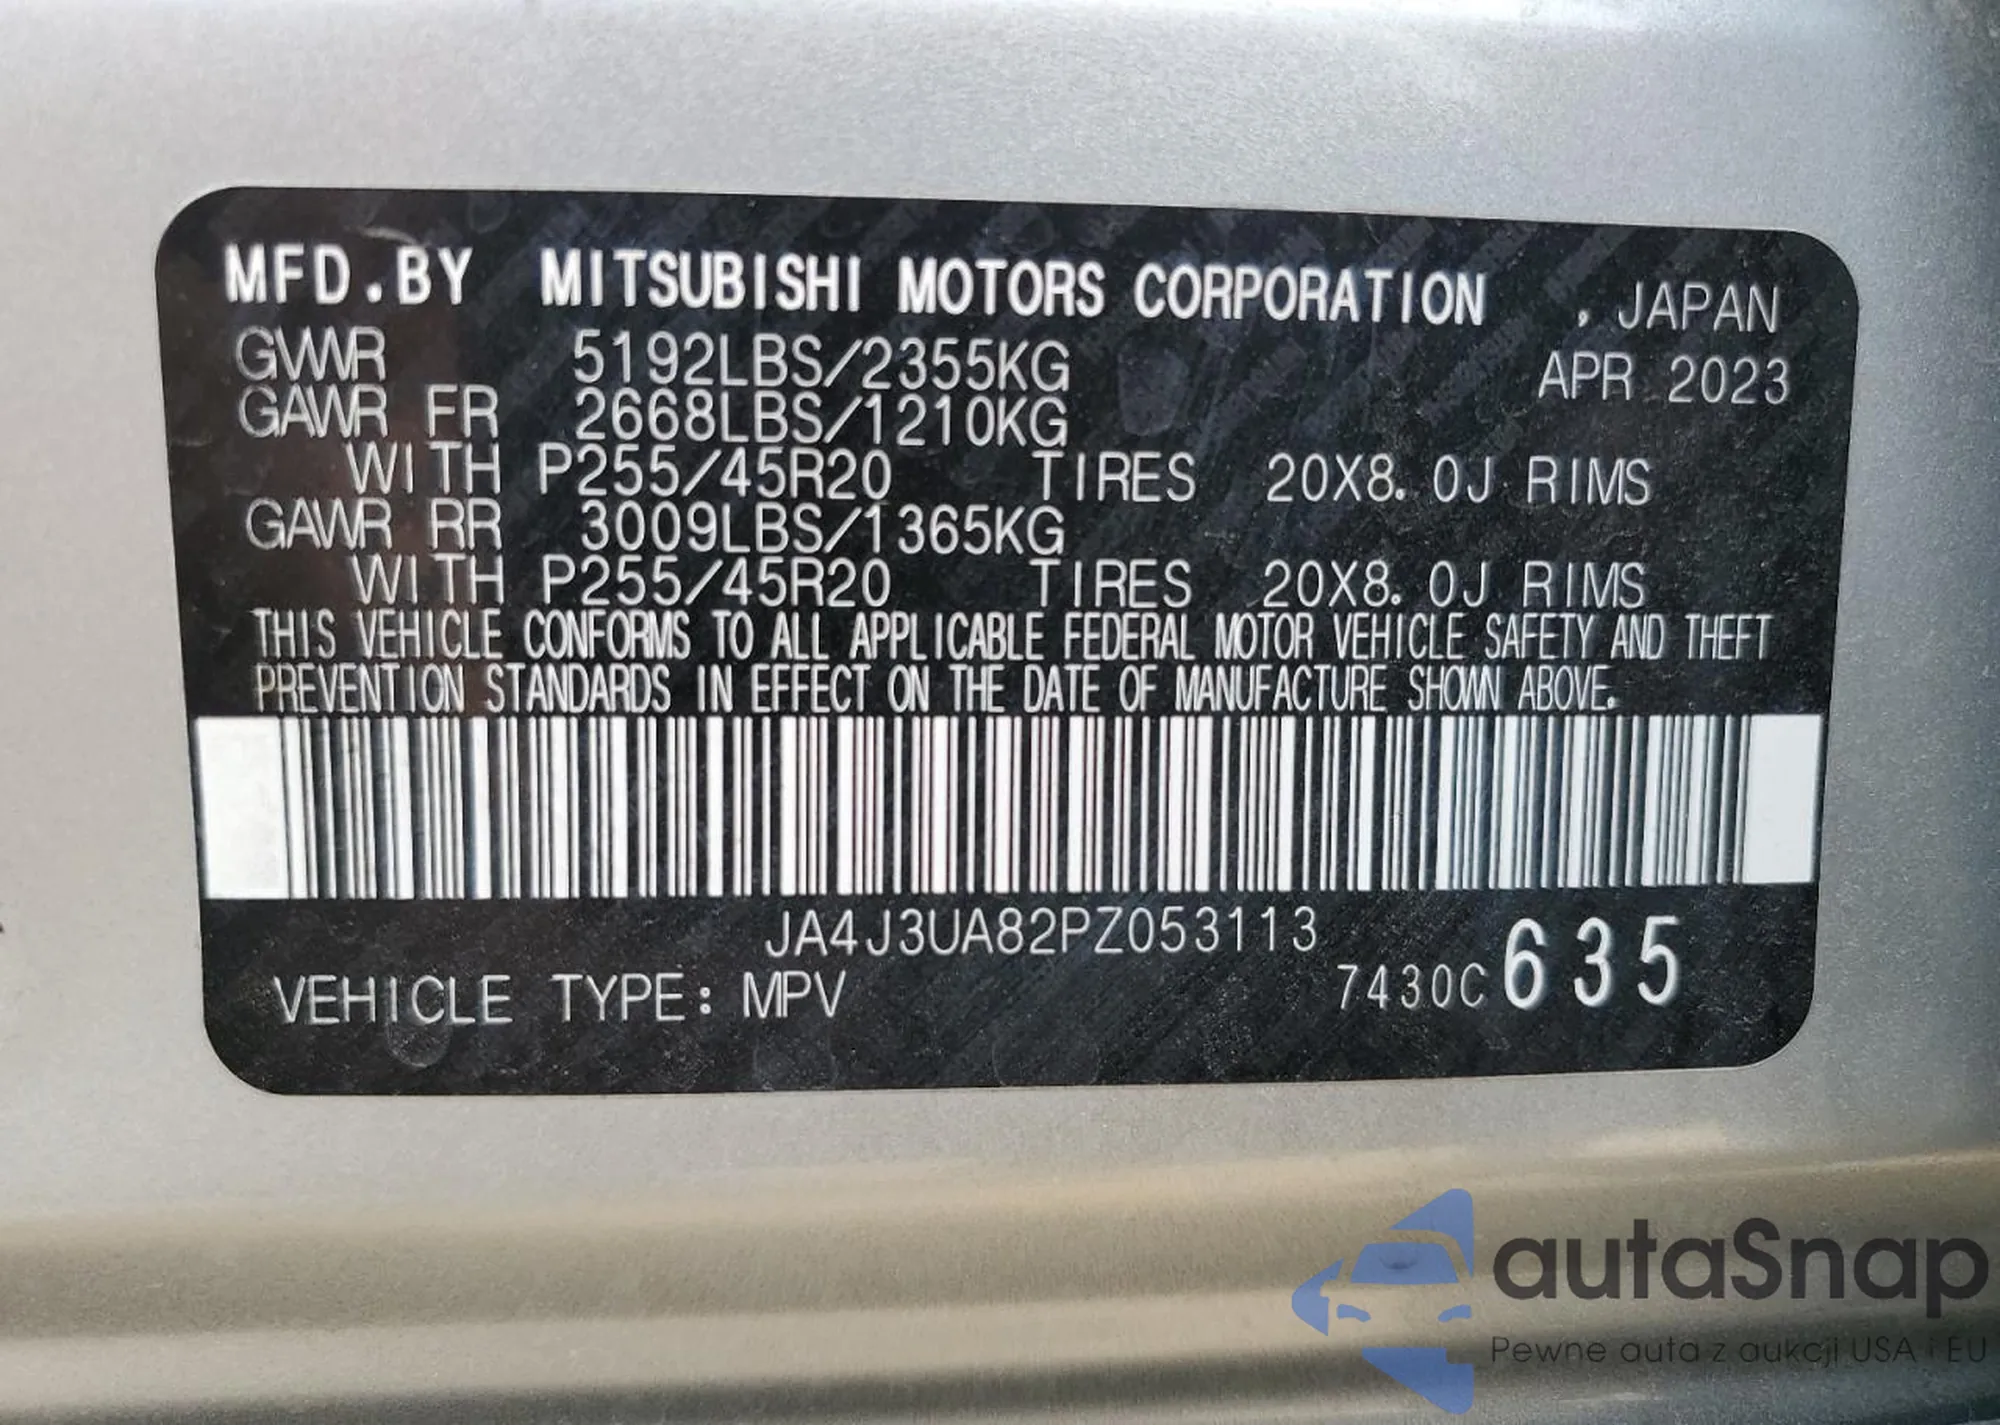 MFD.BY MITSUBISHI MOTORS CORPORATION , JAPAN
GVWR 5192LBS/2355KG APR 2023
GAWR FR 2668LBS/1210KG
WITH P255/45R20 TIRES 20X8.0J RIMS
GAWR RR 3009LBS/1365KG
WITH P255/45R20 TIRES 20X8.0J RIMS
THIS VEHICLE CONFORMS TO ALL APPLICABLE FEDERAL MOTOR VEHICLE SAFETY AND THEFT
PREVENTION STANDARDS IN EFFECT ON THE DATE OF MANUFACTURE SHOWN ABOVE.
JA4J3UA82PZ053113
VEHICLE TYPE: MPV 7430C 635
autaSnap
Pewne auta z aukcji USA i EU